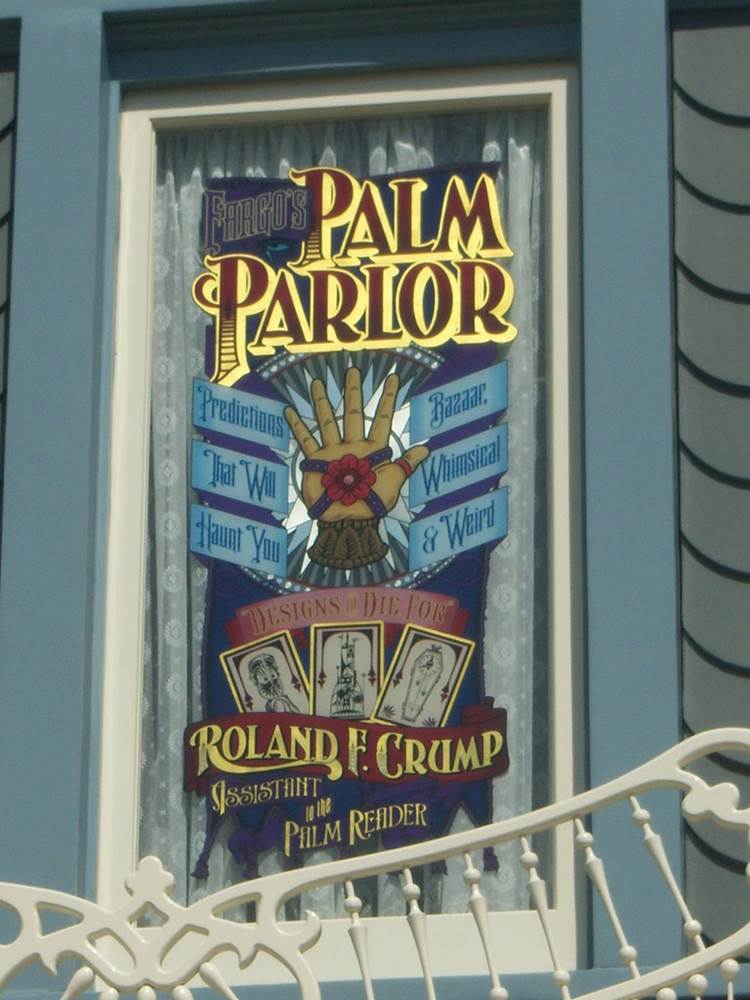 FARGO'S PALM
PARLOR
Predictions
That Will
Haunt You
Bazaar,
Whimsical
& Weird
"DESIGNS to DIE FOR"
ROLAND F. CRUMP
ASSISTANT
to the
PALM READER